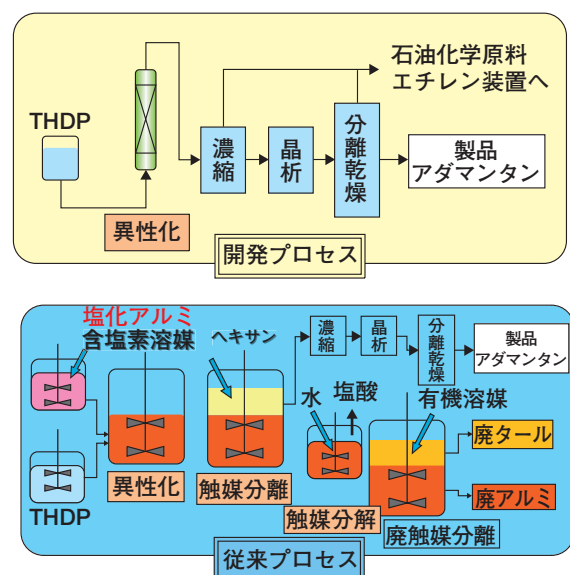 石油化学原料
エチレン装置へ
THDP
濃縮
晶析
分離乾燥
製品
アダマンタン
異性化
開発プロセス
塩化アルミ
含塩素溶媒
ヘキサン
濃縮
晶析
分離乾燥
製品
アダマンタン
水
塩酸
有機溶媒
廃タール
異性化
触媒分離
廃アルミ
THDP
触媒分解
廃触媒分離
従来プロセス